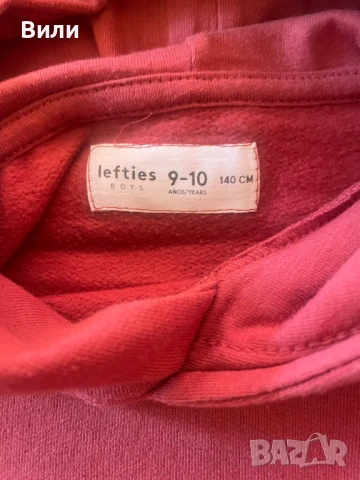 Вили
lefties 9-10 140 CM
BOYS AÑOS/YEARS
BAZAR